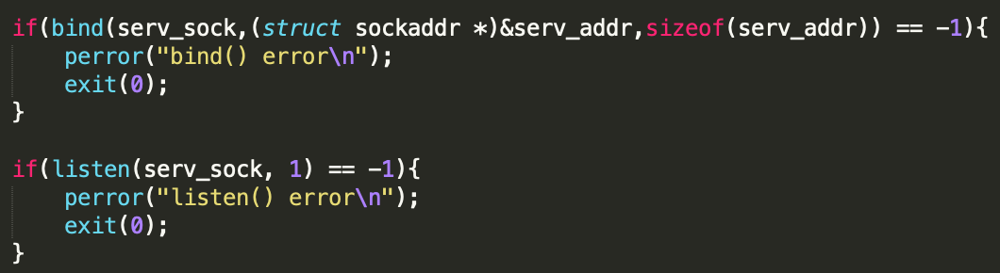 if(bind(serv_sock,(struct sockaddr *)&serv_addr,sizeof(serv_addr)) == -1){
    perror("bind() error\n");
    exit(0);
}

if(listen(serv_sock, 1) == -1){
    perror("listen() error\n");
    exit(0);
}